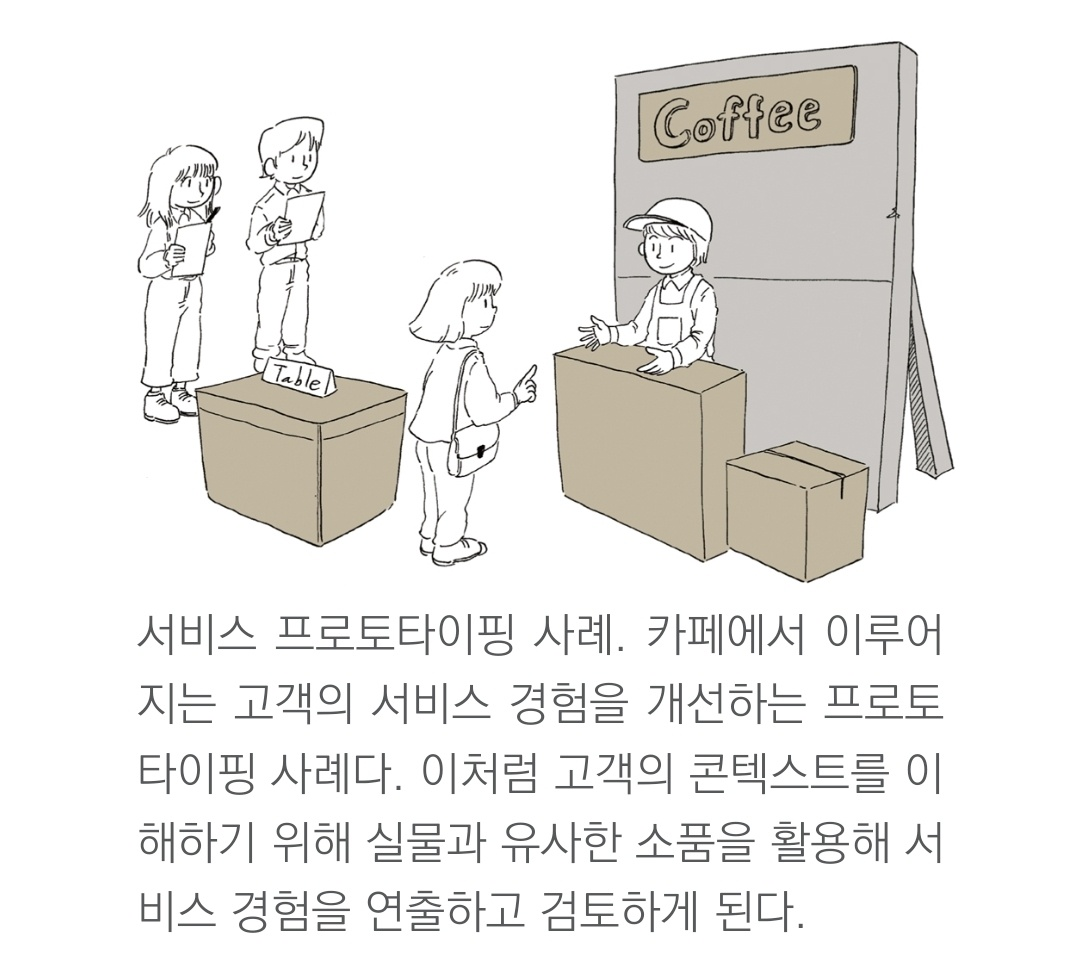 Coffee
Table
서비스 프로토타이핑 사례. 카페에서 이루어
지는 고객의 서비스 경험을 개선하는 프로토
타이핑 사례다. 이처럼 고객의 콘텍스트를 이
해하기 위해 실물과 유사한 소품을 활용해 서
비스 경험을 연출하고 검토하게 된다.